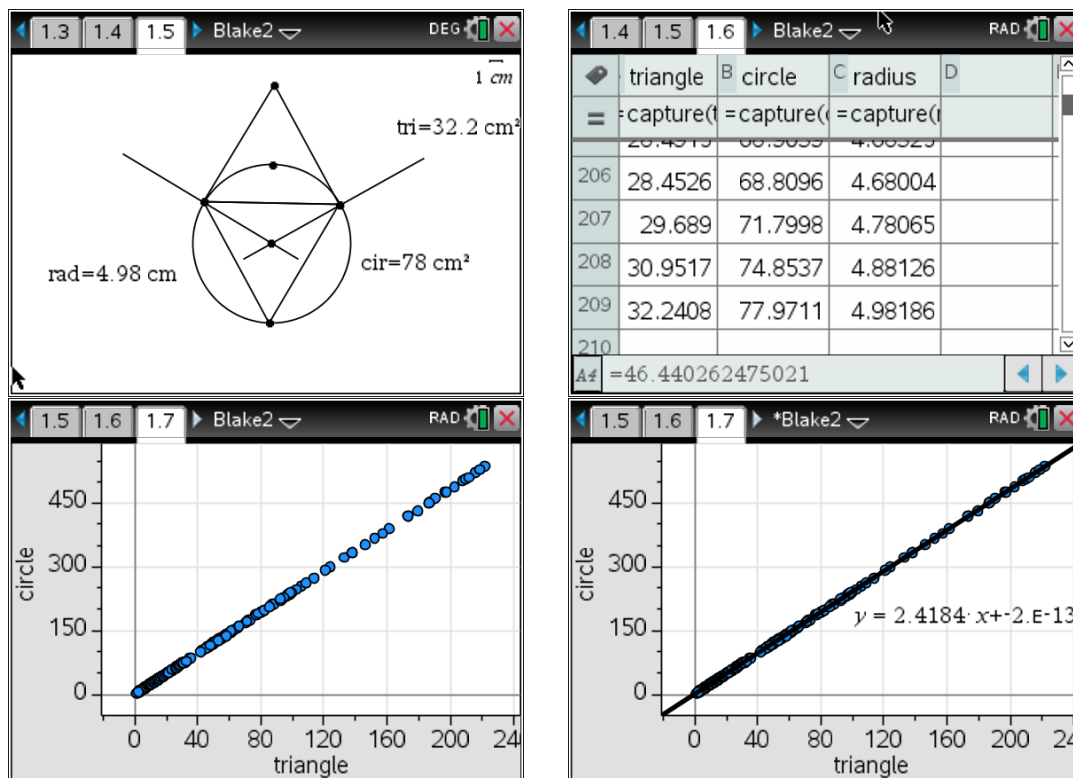 1.3 1.4 1.5 Blake2 DEG
1 cm
tri=32.2 cm²
rad=4.98 cm
cir=78 cm²
1.4 1.5 1.6 Blake2 RAD
triangle B circle C radius D
= =capture(t =capture(c =capture(r
206 28.4526 68.8096 4.68004
207 29.689 71.7998 4.78065
208 30.9517 74.8537 4.88126
209 32.2408 77.9711 4.98186
210
A4 =46.440262475021
1.5 1.6 1.7 Blake2 RAD
450
300
150
0
circle
0 40 80 120 160 200 24
triangle
1.5 1.6 1.7 *Blake2 RAD
450
300
150
0
circle
y = 2.4184· x+-2.E-13
0 40 80 120 160 200 24
triangle